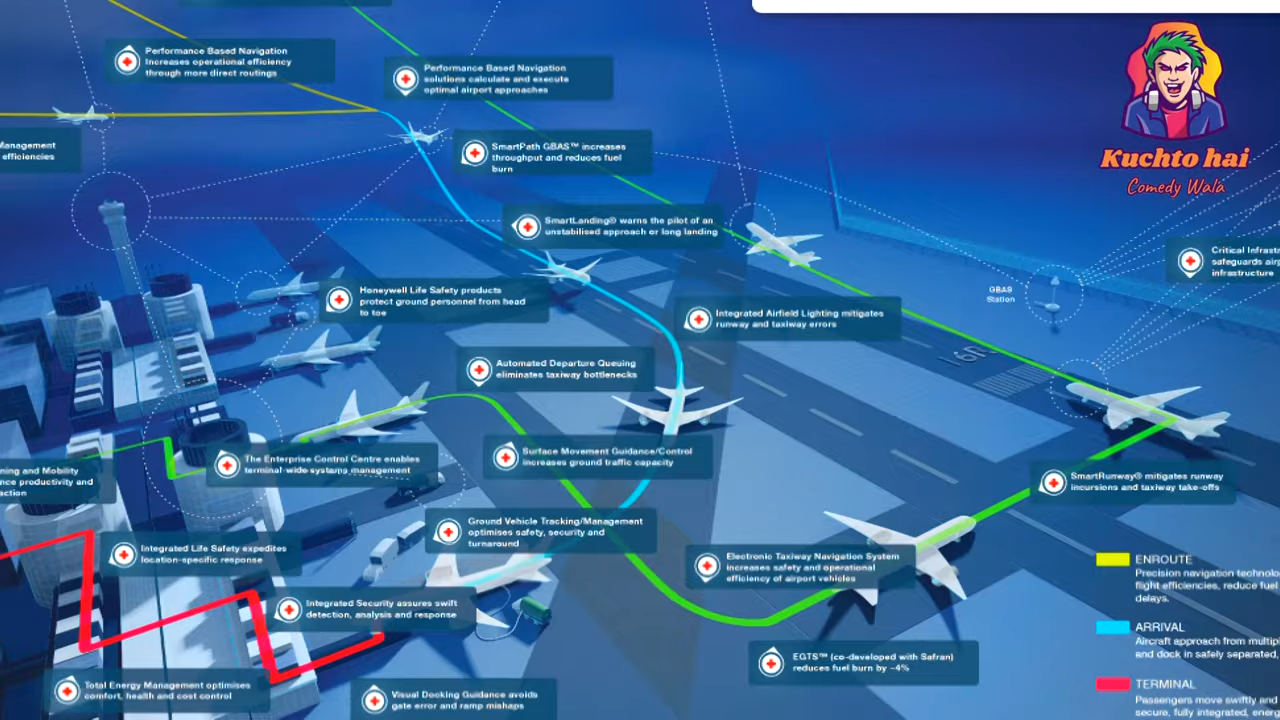 Performance Based Navigation
Increases operational efficiency
through more direct routings
Performance Based Navigation
solutions calculate and execute
optimal airport approaches
Management
efficiencies
SmartPath GBAS™ increases
throughput and reduces fuel
burn
Kuchto hai
Comedy Wala
SmartLanding® warns the pilot of an
unstabilised approach or long landing
Critical Infrast
safeguards airp
infrastructure
GBAS
Station
Honeywell Life Safety products
protect ground personnel from head
to toe
Integrated Airfield Lighting mitigates
runway and taxiway errors
Automated Departure Queuing
eliminates taxiway bottlenecks
Surface Movement Guidance/Control
increases ground traffic capacity
The Enterprise Control Centre enables
terminal-wide systems management
ning and Mobility
nce productivity and
action
SmartRunway® mitigates runway
incursions and taxiway take-offs
Ground Vehicle Tracking/Management
optimises safety, security and
turnaround
Integrated Life Safety expedites
location-specific response
Electronic Taxiway Navigation System
increases safety and operational
efficiency of airport vehicles
Integrated Security assures swift
detection, analysis and response
EGTS™ (co-developed with Safran)
reduces fuel burn by ~4%
Total Energy Management optimises
comfort, health and cost control
Visual Docking Guidance avoids
gate error and ramp mishaps
ENROUTE
Precision navigation technolo
flight efficiencies, reduce fuel
delays.
ARRIVAL
Aircraft approach from multip
and dock in safely separated,
TERMINAL
Passengers move swiftly and
secure, fully integrated, energ